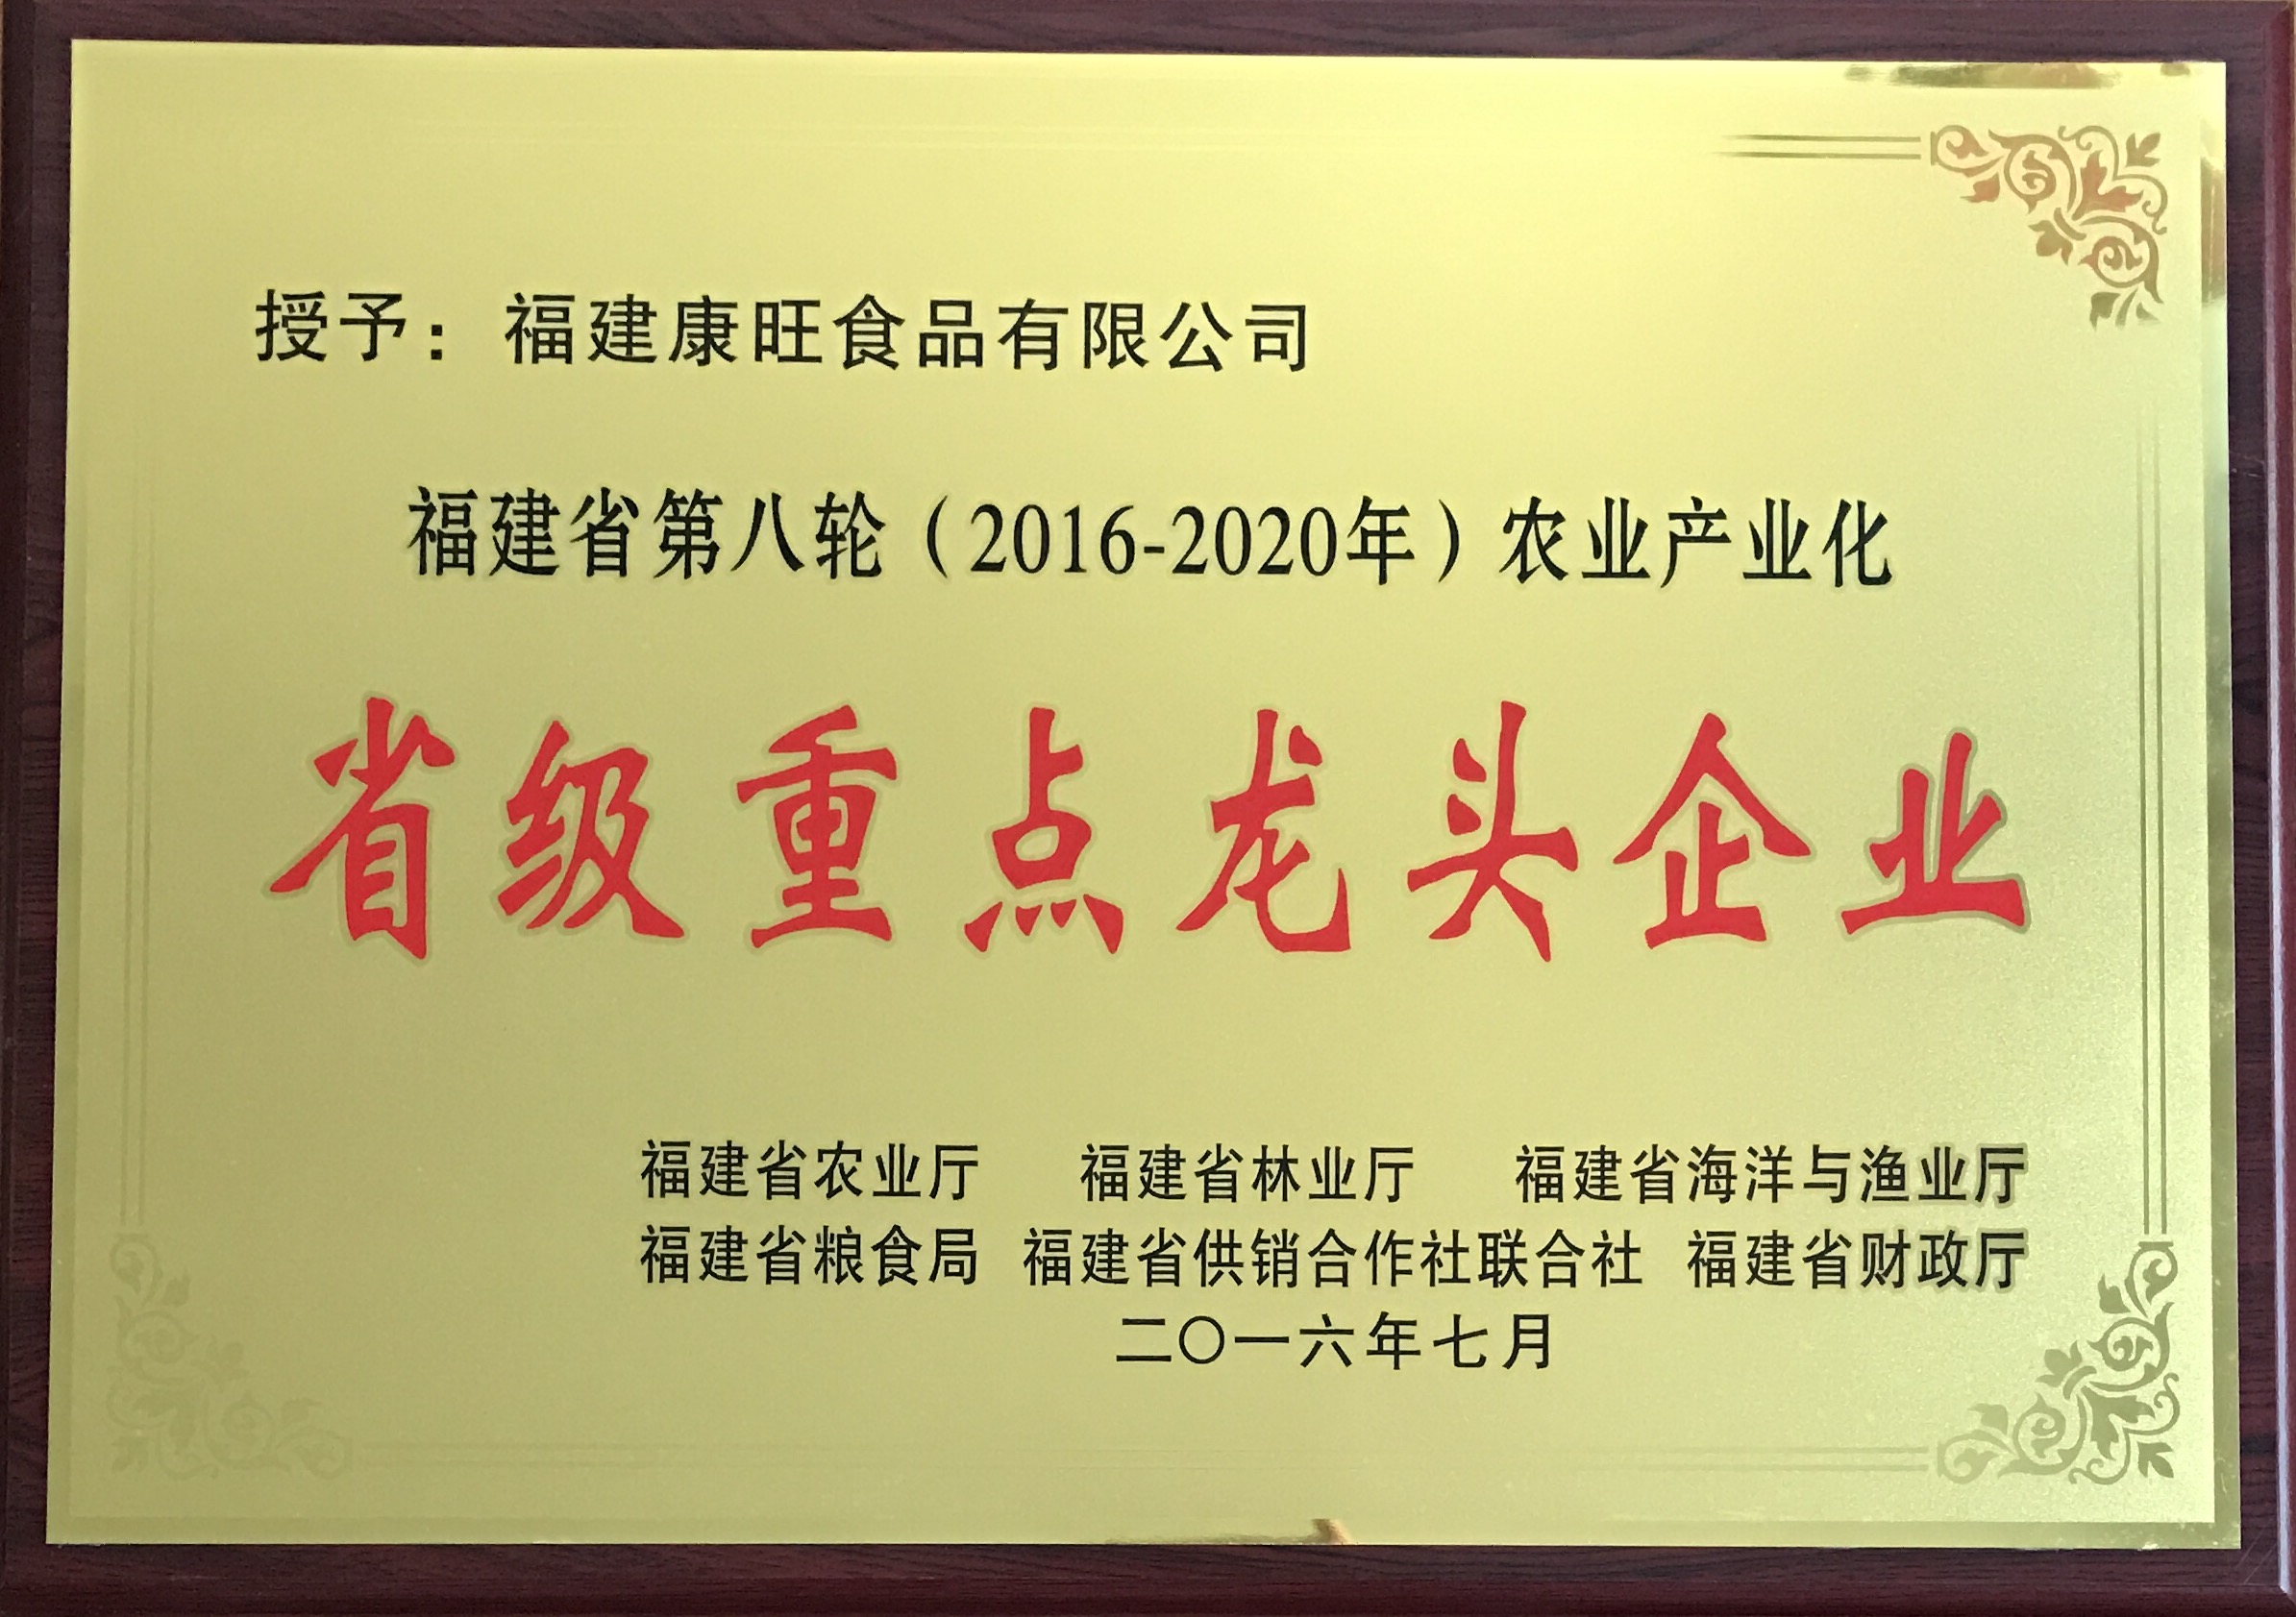 授予：福建康旺食品有限公司
福建省第八轮（2016-2020年）农业产业化
省级重点龙头企业
福建省农业厅 福建省林业厅 福建省海洋与渔业厅
福建省粮食局 福建省供销合作社联合社 福建省财政厅
二〇一六年七月